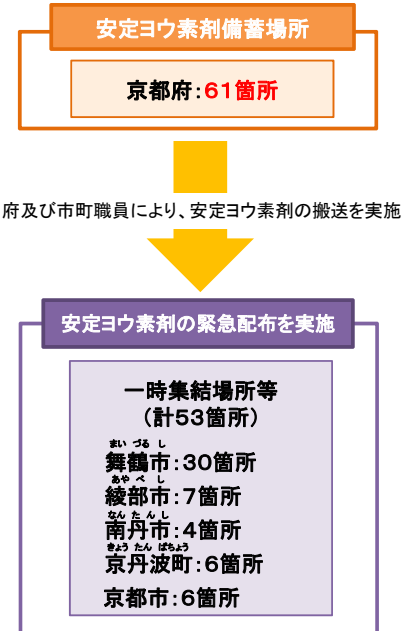 安定ヨウ素剤備蓄場所
京都府：61箇所
府及び市町職員により、安定ヨウ素剤の搬送を実施
安定ヨウ素剤の緊急配布を実施
一時集結場所等
（計53箇所）
まい づる し
舞鶴市：30箇所
あや べ し
綾部市：7箇所
なん たん し
南丹市：4箇所
きょう たん ばちょう
京丹波町：6箇所
京都市：6箇所